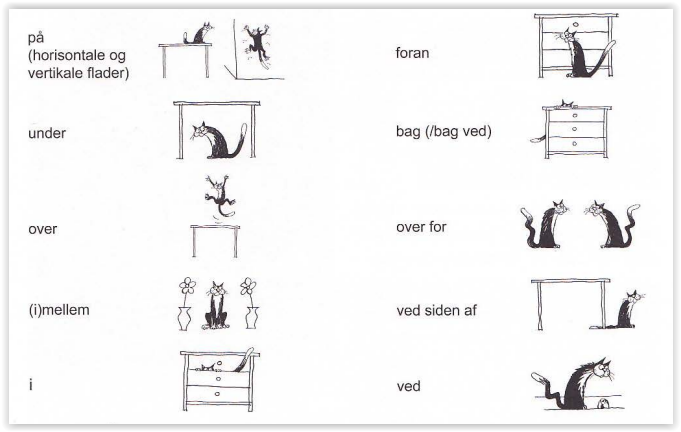 på
(horisontale og
vertikale flader)
under
over
(i)mellem
i
foran
bag (/bag ved)
over for
ved siden af
ved